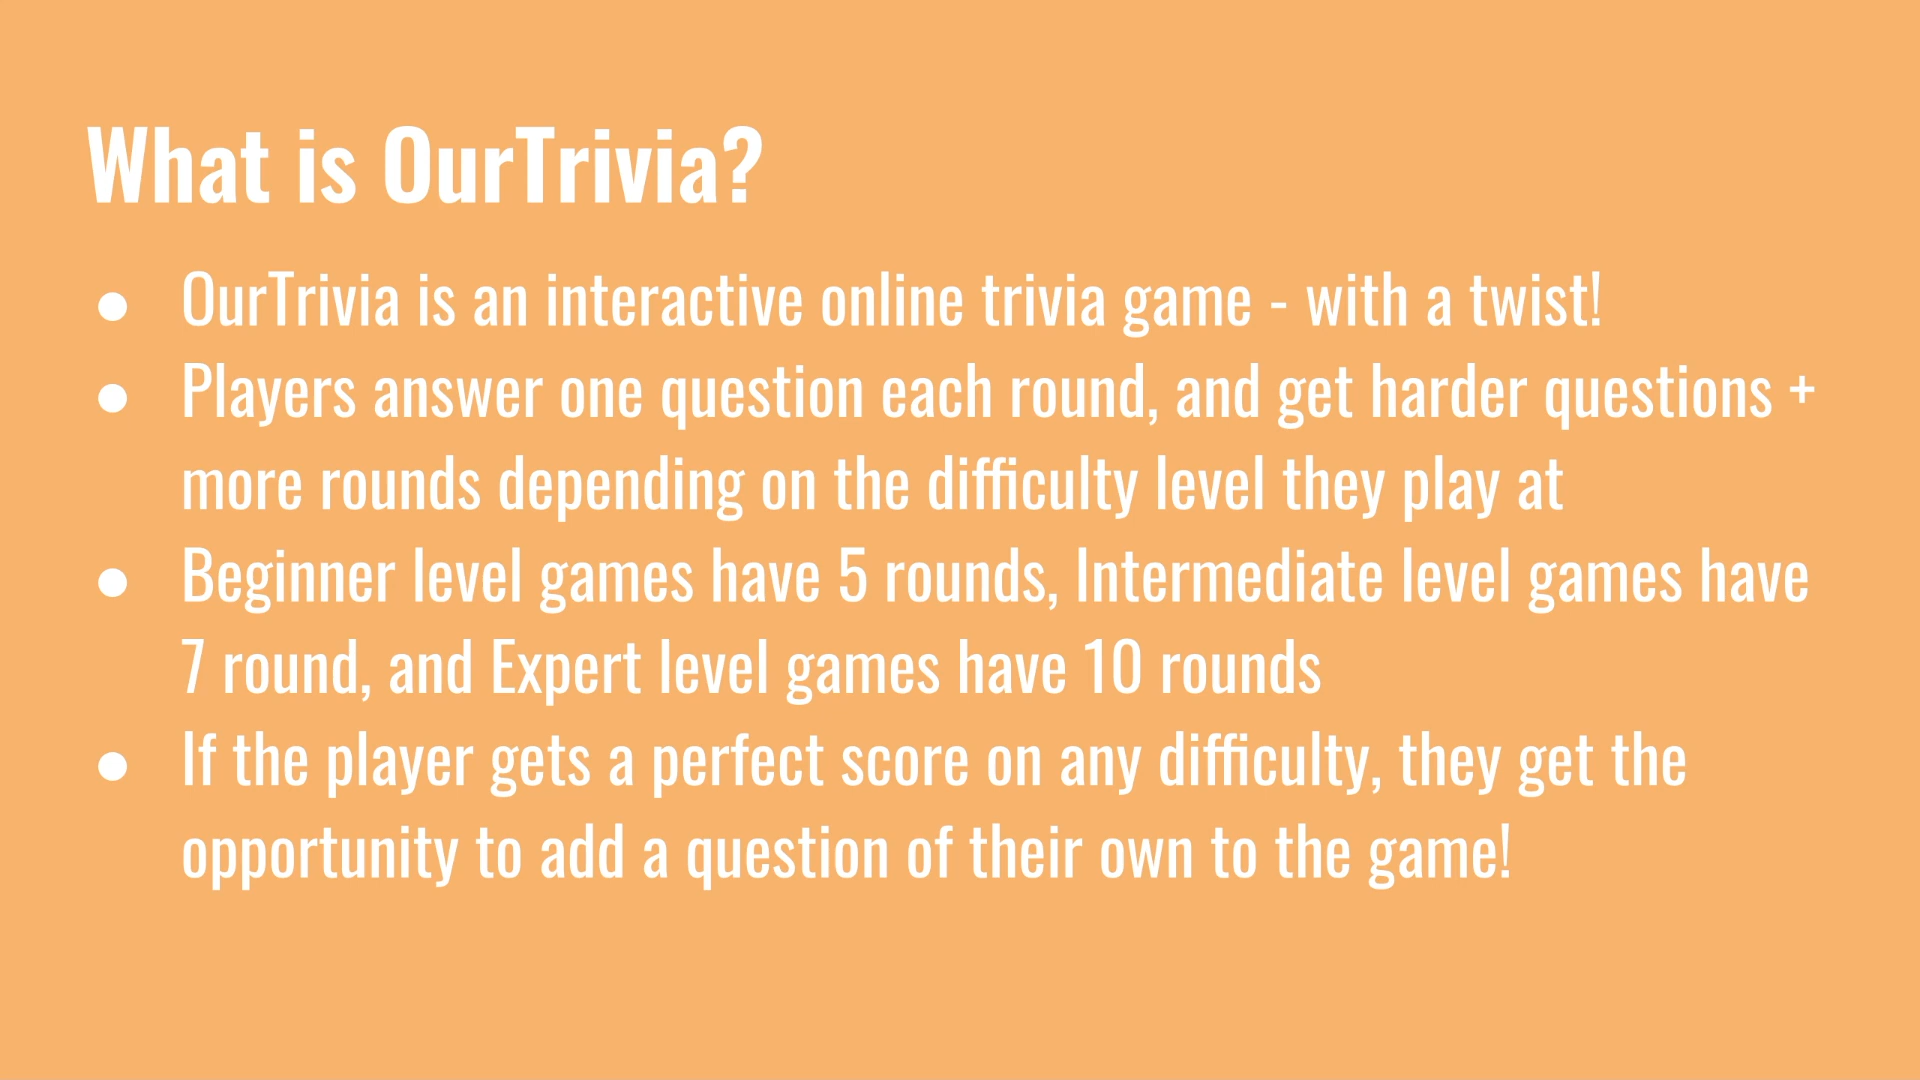 What is OurTrivia?
● OurTrivia is an interactive online trivia game - with a twist!
● Players answer one question each round, and get harder questions +
more rounds depending on the difficulty level they play at
● Beginner level games have 5 rounds, Intermediate level games have
7 round, and Expert level games have 10 rounds
● If the player gets a perfect score on any difficulty, they get the
opportunity to add a question of their own to the game!